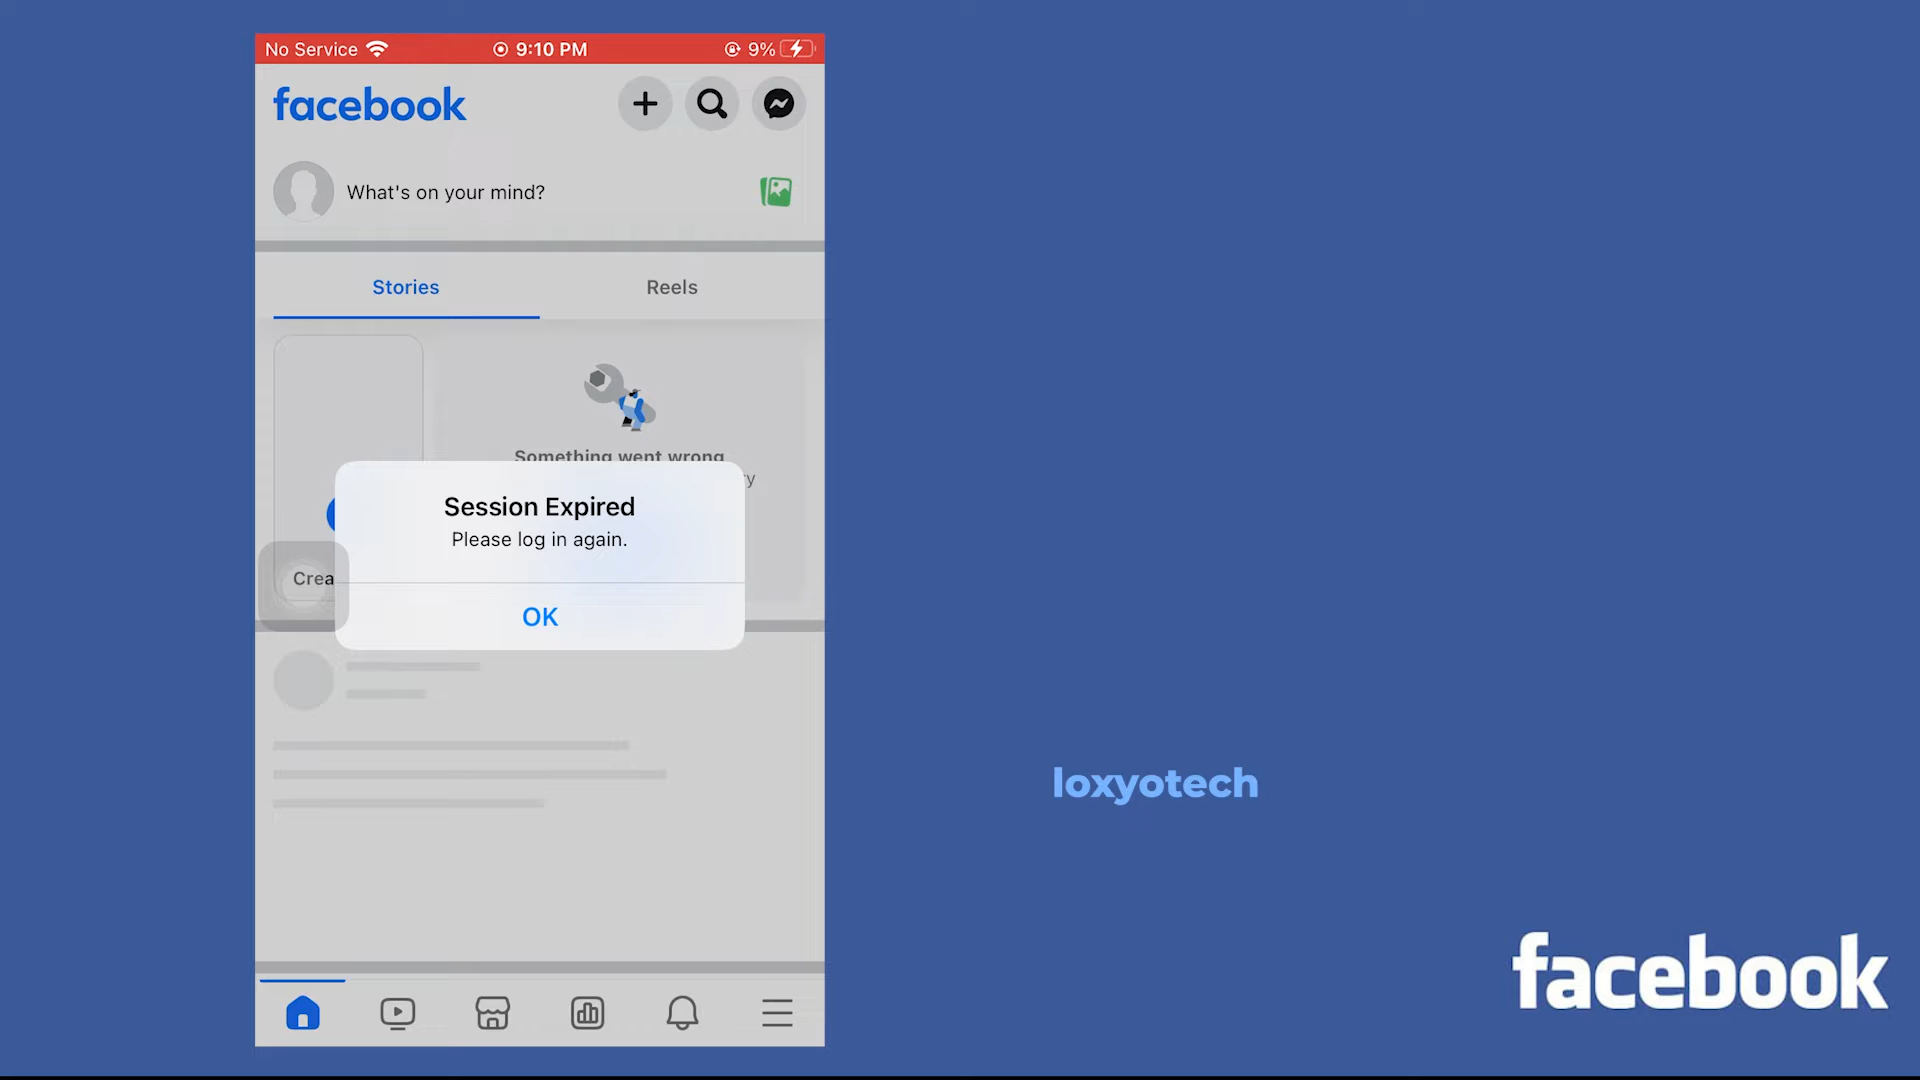 No Service
9:10 PM
9%
facebook
What's on your mind?
Stories
Reels
Something went wrong
y
Session Expired
Please log in again.
Crea
OK
loxyotech
facebook